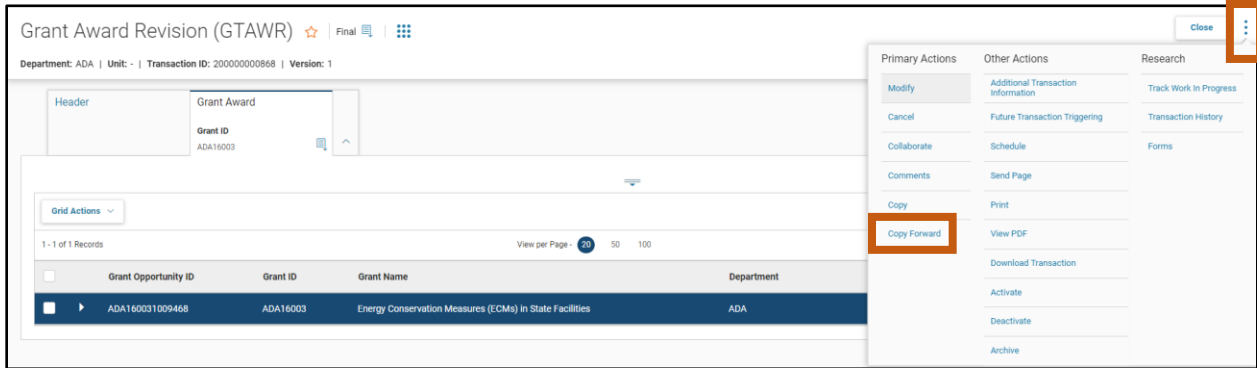 Grant Award Revision (GTAWR) Final
Close
Department: ADA | Unit: - | Transaction ID: 200000000868 | Version: 1
Header
Grant Award
Grant ID
ADA16003
Grid Actions
1 - 1 of 1 Records
View per Page - 20 50 100
Grant Opportunity ID Grant ID Grant Name Department
ADA160031009468 ADA16003 Energy Conservation Measures (ECMs) in State Facilities ADA
Primary Actions
Modify
Cancel
Collaborate
Comments
Copy
Copy Forward
Other Actions
Additional Transaction
Information
Future Transaction Triggering
Schedule
Send Page
Print
View PDF
Download Transaction
Activate
Deactivate
Archive
Research
Track Work In Progress
Transaction History
Forms